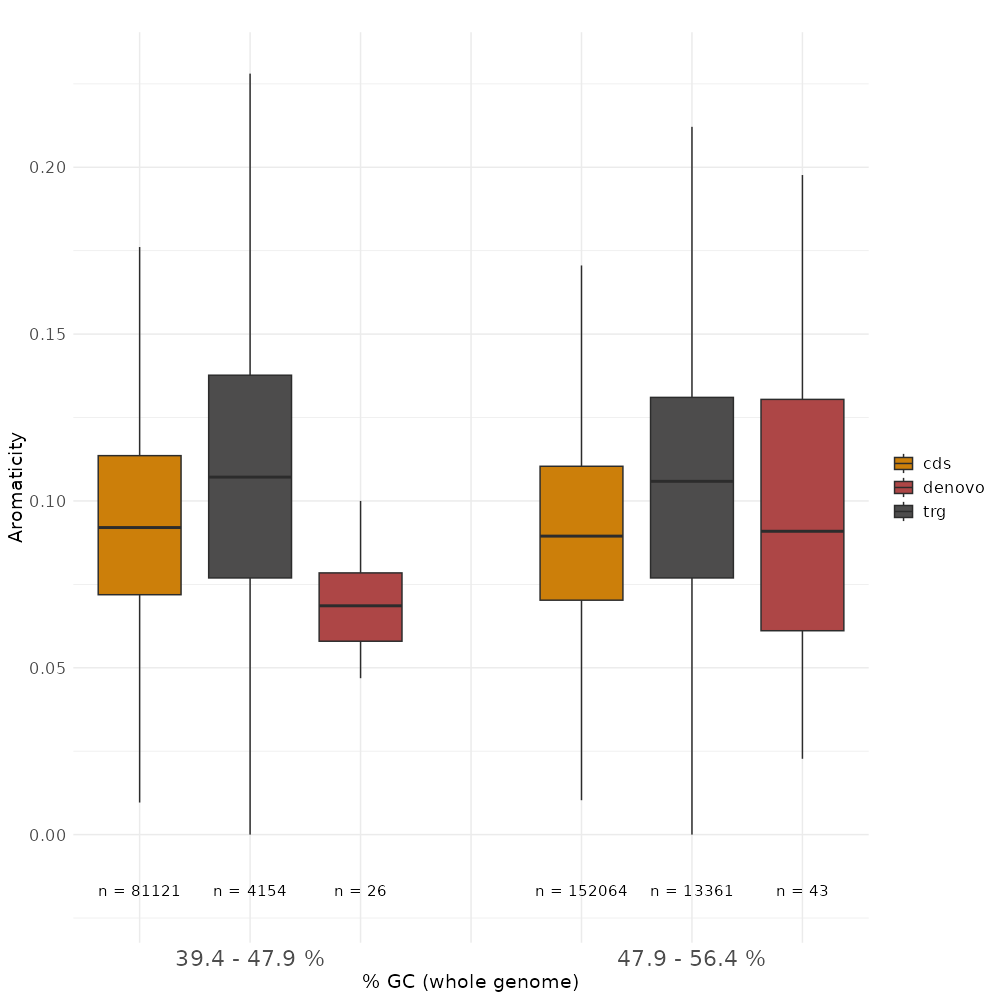 0.20
0.15
0.10
0.05
0.00
Aromaticity
n = 81121
n = 4154
n = 26
n = 152064
n = 13361
n = 43
39.4 - 47.9 %
47.9 - 56.4 %
% GC (whole genome)
cds
denovo
trg